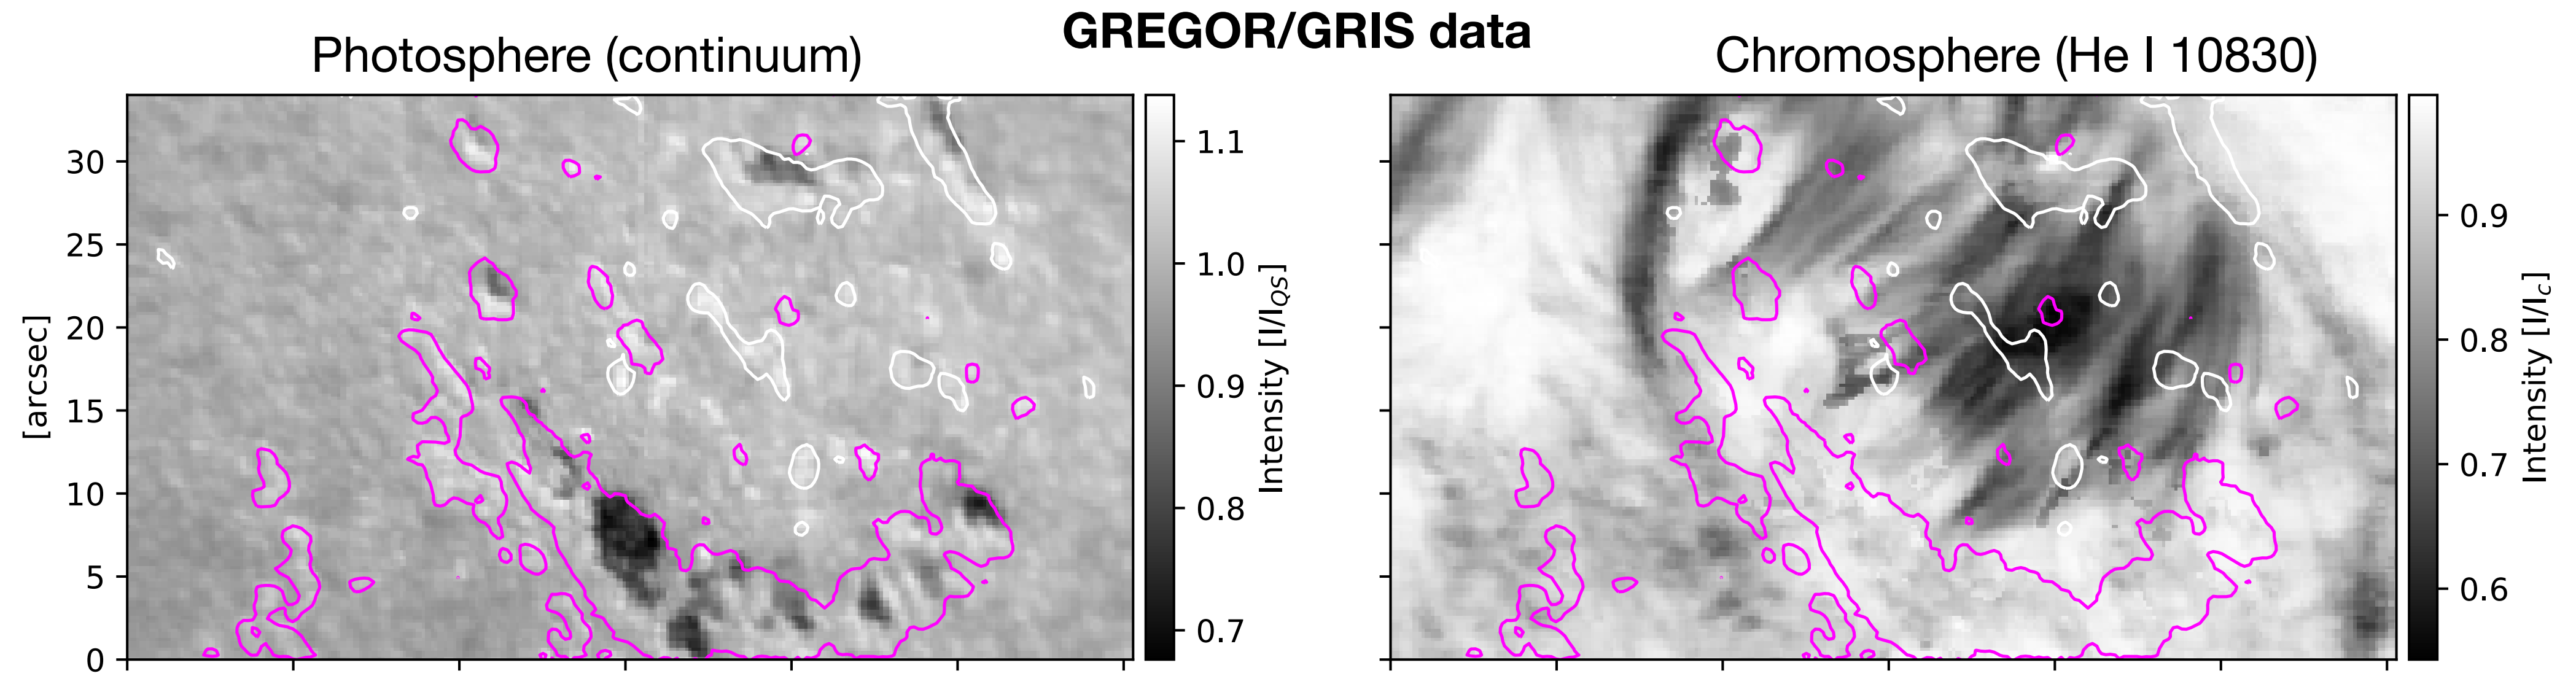 GREGOR/GRIS data
Photosphere (continuum)
Chromosphere (He I 10830)
[arcsec]
30
25
20
15
10
5
0
1.1
1.0
0.9
0.8
0.7
Intensity [I/I_QS]
0.9
0.8
0.7
0.6
Intensity [I/I_c]